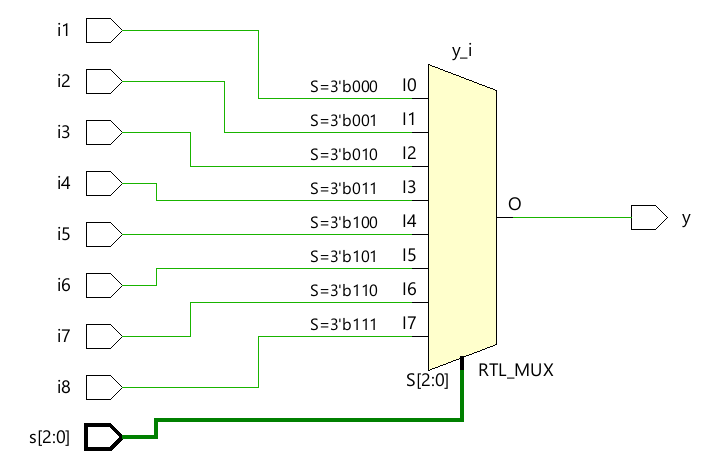 i1
y_i
i2
S=3'b000 I0
S=3'b001 I1
i3
S=3'b010 I2
i4
S=3'b011 I3
O
y
i5
S=3'b100 I4
S=3'b101 I5
i6
S=3'b110 I6
i7
S=3'b111 I7
S[2:0]
RTL_MUX
i8
s[2:0]